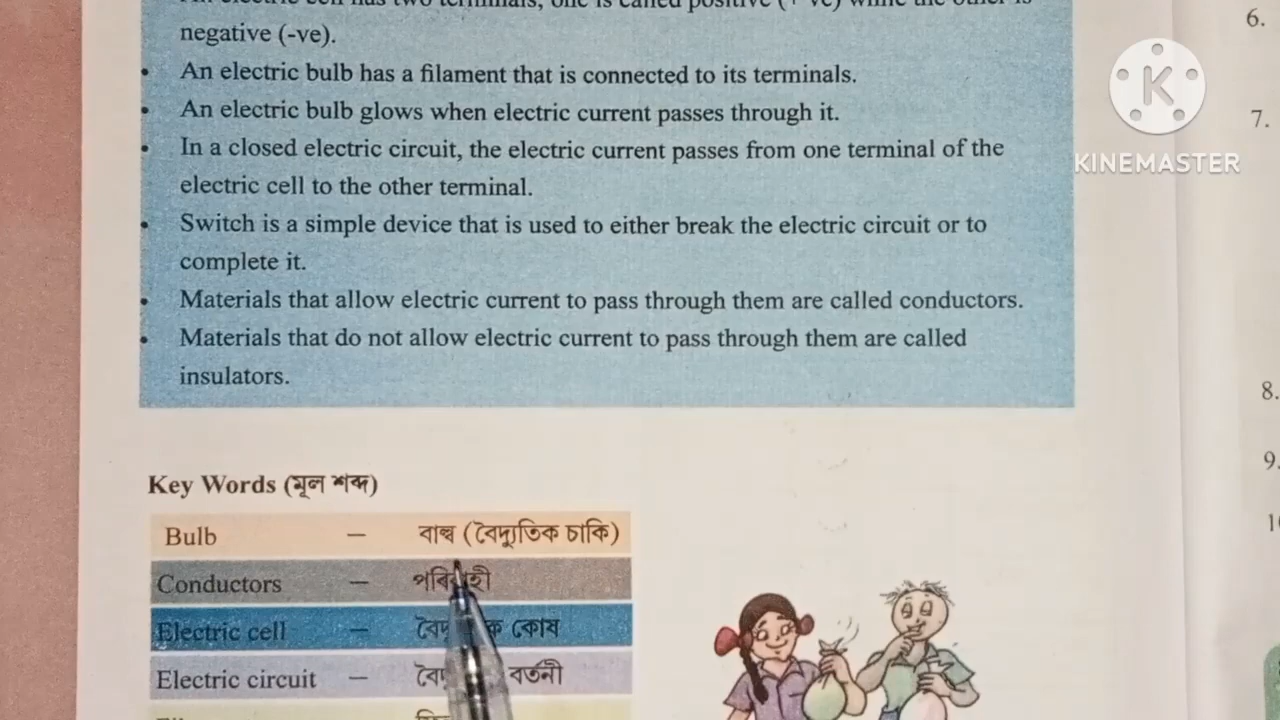 negative (-ve).
• An electric bulb has a filament that is connected to its terminals.
• An electric bulb glows when electric current passes through it.
• In a closed electric circuit, the electric current passes from one terminal of the
electric cell to the other terminal.
• Switch is a simple device that is used to either break the electric circuit or to
complete it.
• Materials that allow electric current to pass through them are called conductors.
• Materials that do not allow electric current to pass through them are called
insulators.
Key Words (মূল শব্দ)
Bulb — বাল্ব (বৈদ্যুতিক চাকি)
Conductors —
Electric cell — কোষ
Electric circuit — বৰ্তনী
K
KINEMASTER
6.
7.
8.
9.